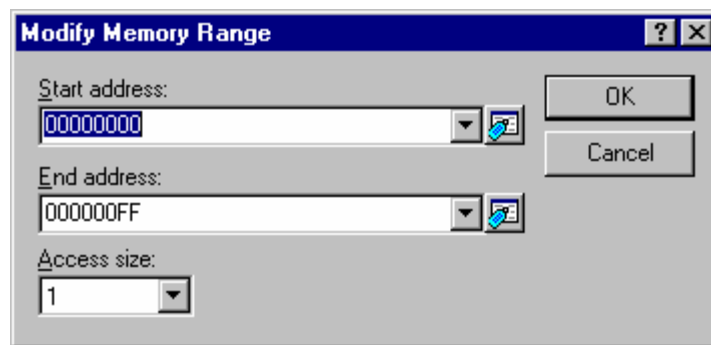 Modify Memory Range
Start address:
OK
00000000
Cancel
End address:
000000FF
Access size:
1